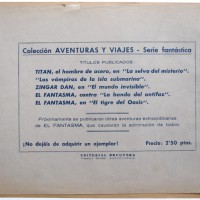 Colección AVENTURAS Y VIAJES - Serie fantástica
TITULOS PUBLICADOS:
TITAN, el hombre de acero, en "La selva del misterio".
"Los vámpiros de la isla submarina".
ZINGAR DAN, en "El mundo invisible".
EL FANTASMA, contra "La banda del antifaz".
EL FANTASMA, en "El tigre del Oasis".
Próximamente se publicarán otras aventuras extraordinarias
de EL FANTASMA, que causarán la admiración de todos.
¡No dejéis de adquirir un ejemplar! Precio: 2'50 ptas.
EDITORIAL